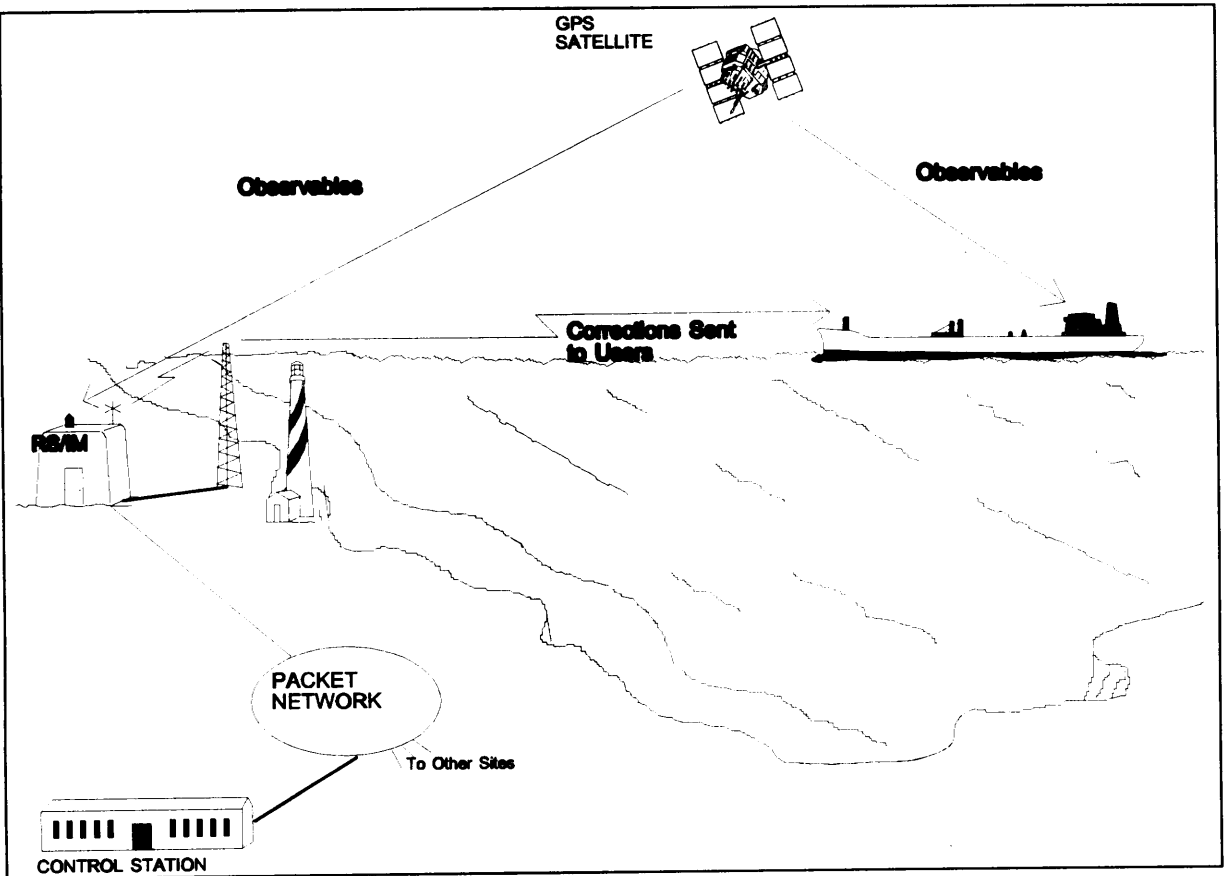 GPS
SATELLITE
Observables
Observables
Corrections Sent
to Users
RS/IM
PACKET
NETWORK
To Other Sites
CONTROL STATION